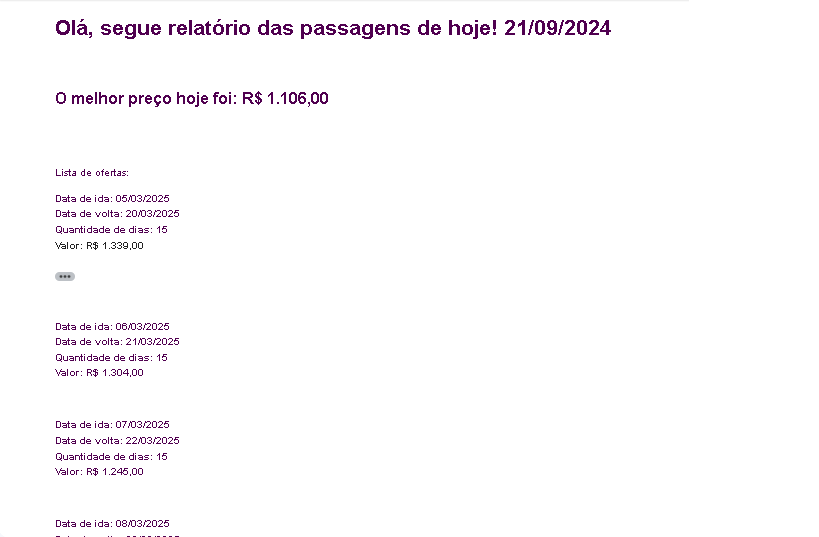 Olá, segue relatório das passagens de hoje! 21/09/2024
O melhor preço hoje foi: R$ 1.106,00
Lista de ofertas:
Data de ida: 05/03/2025
Data de volta: 20/03/2025
Quantidade de dias: 15
Valor: R$ 1.339,00
Data de ida: 06/03/2025
Data de volta: 21/03/2025
Quantidade de dias: 15
Valor: R$ 1.304,00
Data de ida: 07/03/2025
Data de volta: 22/03/2025
Quantidade de dias: 15
Valor: R$ 1.245,00
Data de ida: 08/03/2025